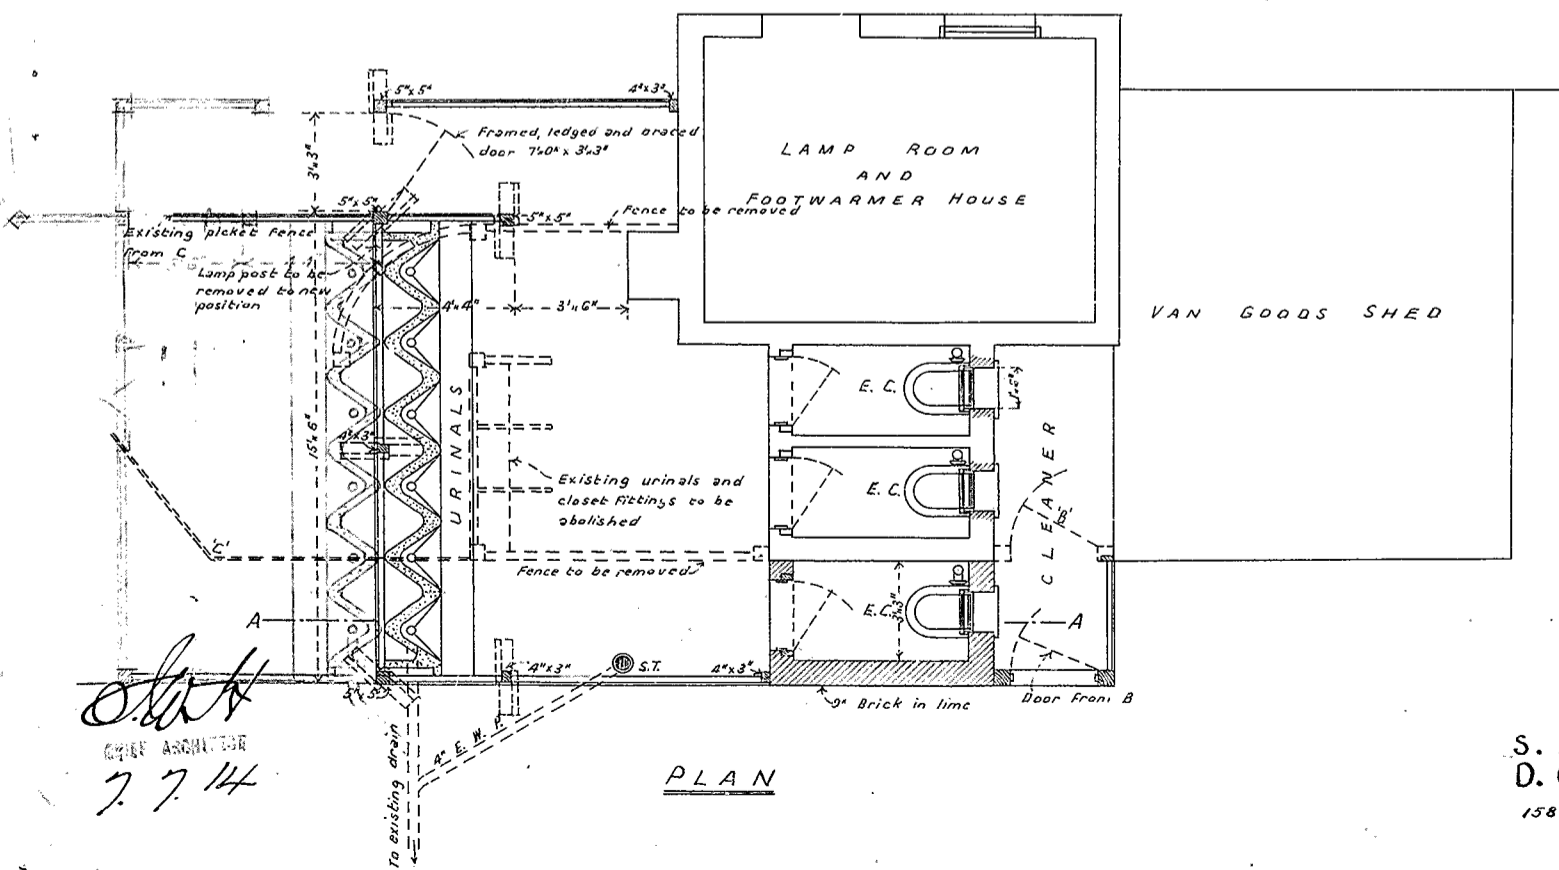 5"x 5"
4"x 3"
Framed, ledged and braced
door 7'.0" x 3'.3"
3'.3"
LAMP ROOM
AND
FOOTWARMER HOUSE
5"x 5"
5"x 5"
Fence to be removed
Existing picket fence
from C
Lamp post to be
removed to new
position
4'.4"
3'.6"
VAN GOODS SHED
E. C.
15'.6"
4"x 3"
URINALS
Existing urinals and
closet fittings to be
abolished
E. C.
CLEANER
'B'
'C'
Fence to be removed
A
E. C.
3'.3"
A
S.T.
4"x 3"
4"x 3"
5"x 5"
9" Brick in lime
Door from B
4" E. W. P.
To existing drain
CHIEF ARCHITECT
7. 7. 14
PLAN
S.
D.
158